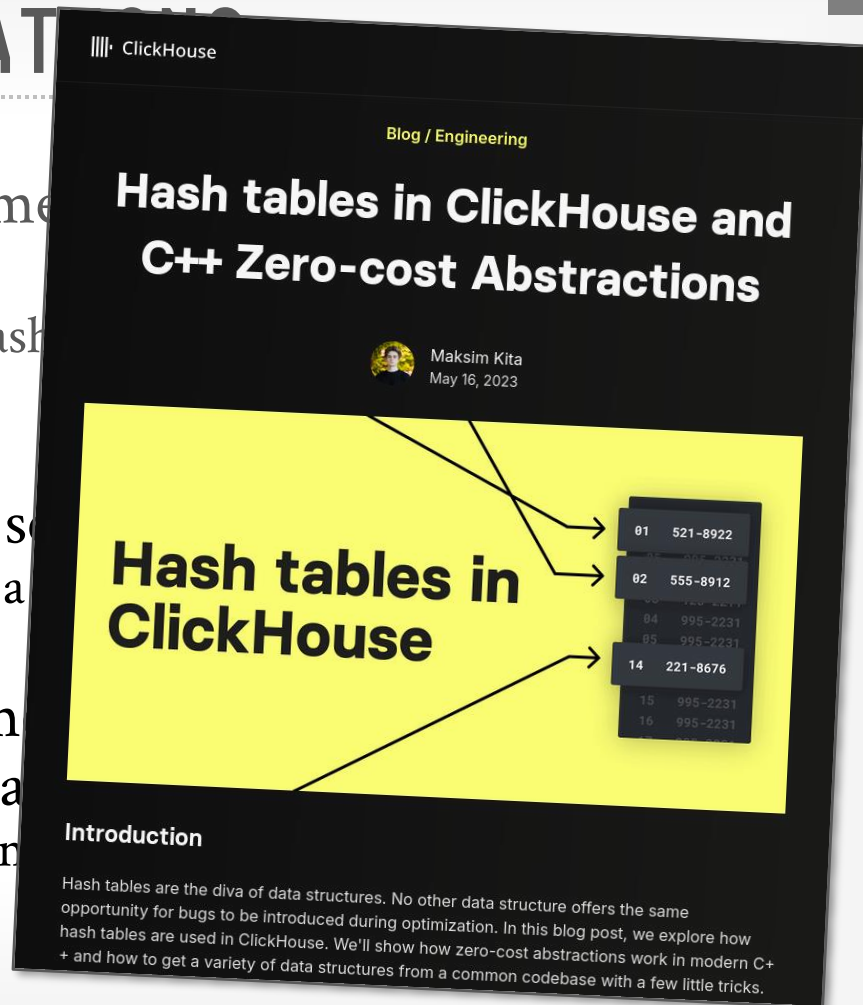 ClickHouse
Blog / Engineering
Hash tables in ClickHouse and
C++ Zero-cost Abstractions
Maksim Kita
May 16, 2023
Hash tables in
ClickHouse
01 521-8922
02 555-8912
04 995-2231
05 995-2231
14 221-8676
15 995-2231
16 995-2231
Introduction
Hash tables are the diva of data structures. No other data structure offers the same
opportunity for bugs to be introduced during optimization. In this blog post, we explore how
hash tables are used in ClickHouse. We'll show how zero-cost abstractions work in modern C+
+ and how to get a variety of data structures from a common codebase with a few little tricks.